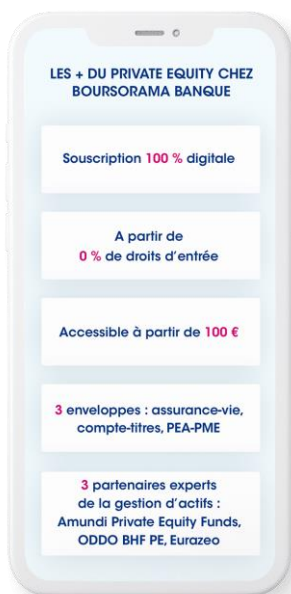 LES + DU PRIVATE EQUITY CHEZ
BOURSORAMA BANQUE
Souscription 100 % digitale
A partir de
0 % de droits d'entrée
Accessible à partir de 100 €
3 enveloppes : assurance-vie,
compte-titres, PEA-PME
3 partenaires experts
de la gestion d'actifs :
Amundi Private Equity Funds,
ODDO BHF PE, Eurazeo